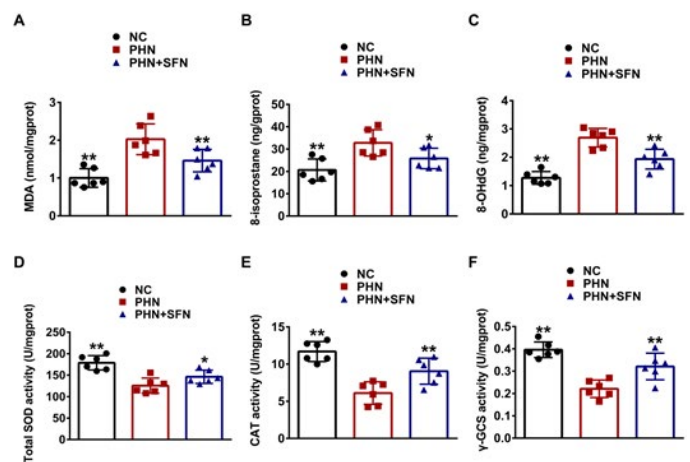 A
NC
PHN
PHN+SFN
MDA (nmol/mgprot)
3
2
1
0
**
**
B
NC
PHN
PHN+SFN
8-isoprostane (ng/gprot)
50
40
30
20
10
0
**
*
C
NC
PHN
PHN+SFN
8-OHdG (ng/mgprot)
4
3
2
1
0
**
**
D
NC
PHN
PHN+SFN
Total SOD activity (U/mgprot)
250
200
150
100
50
0
**
*
E
NC
PHN
PHN+SFN
CAT activity (U/mgprot)
15
10
5
0
**
**
F
NC
PHN
PHN+SFN
γ-GCS activity (U/mgprot)
0.5
0.4
0.3
0.2
0.1
0.0
**
**